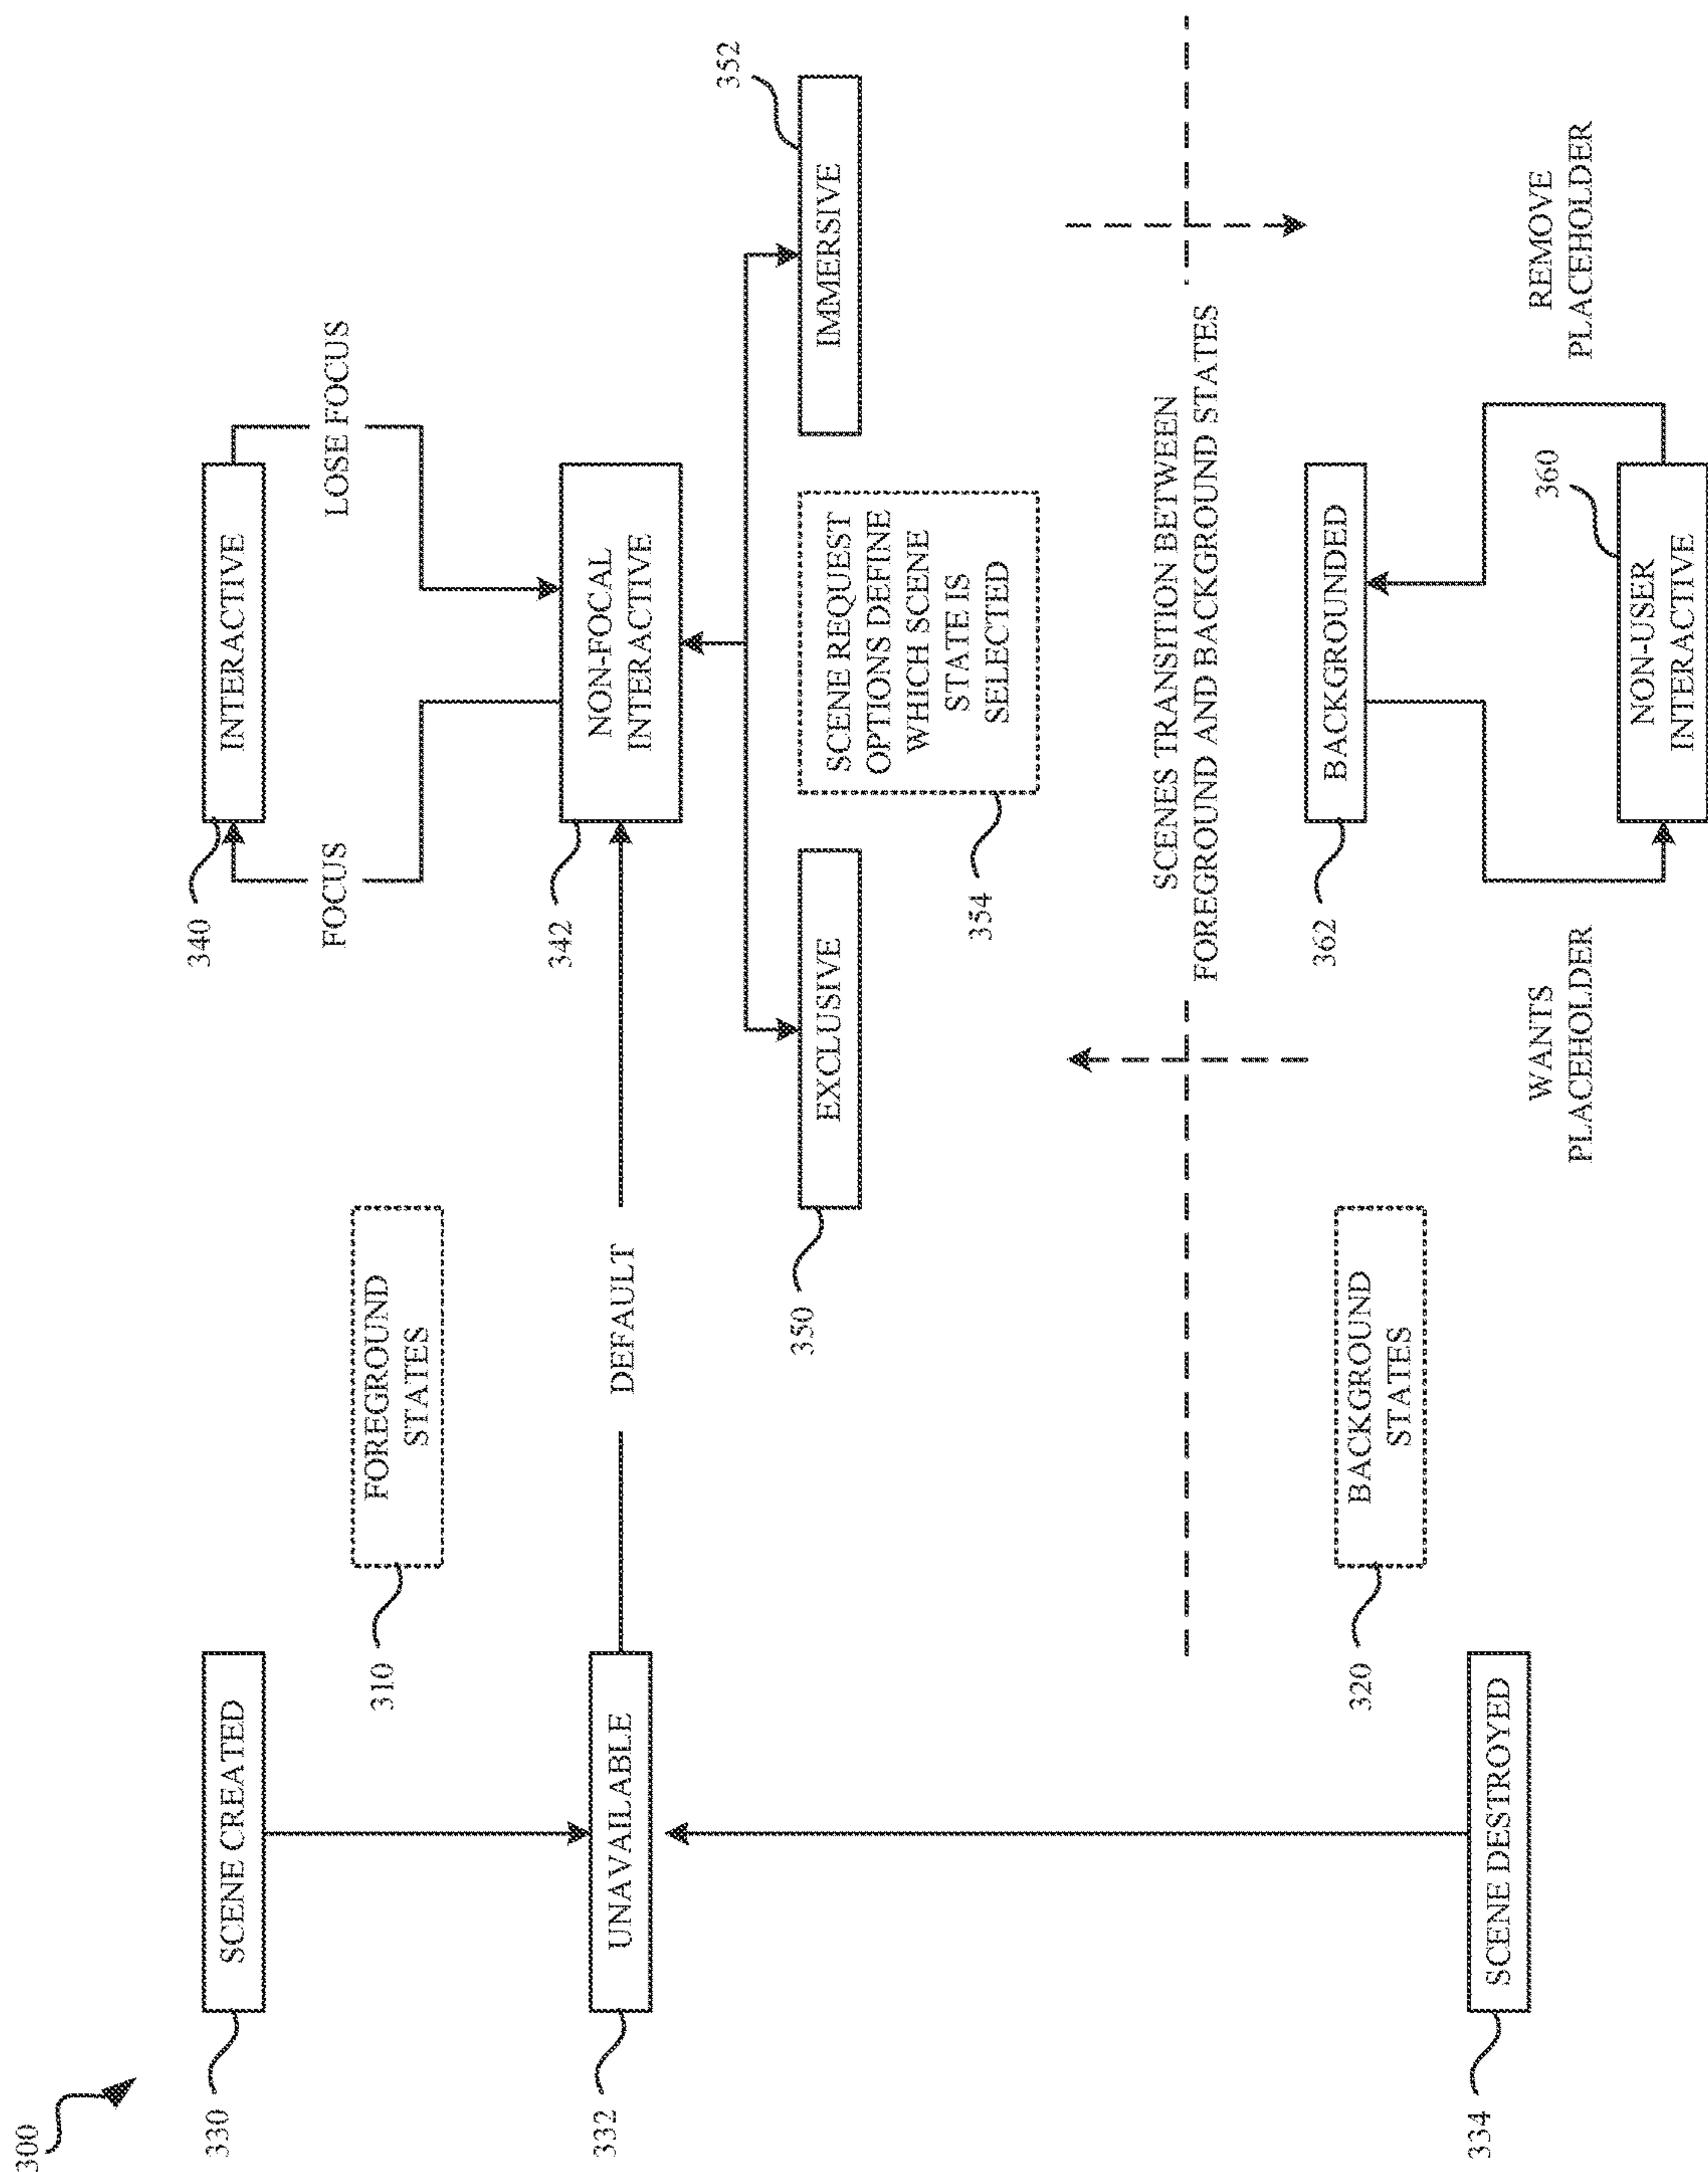 300
330
SCENE CREATED
310
FOREGROUND
STATES
332
UNAVAILABLE
DEFAULT
340
INTERACTIVE
FOCUS
LOSE FOCUS
342
NON-FOCAL
INTERACTIVE
350
EXCLUSIVE
354
SCENE REQUEST
OPTIONS DEFINE
WHICH SCENE
STATE IS
SELECTED
352
IMMERSIVE
SCENES TRANSITION BETWEEN
FOREGROUND AND BACKGROUND STATES
320
BACKGROUND
STATES
334
SCENE DESTROYED
362
BACKGROUNDED
WANTS
PLACEHOLDER
REMOVE
PLACEHOLDER
360
NON-USER
INTERACTIVE